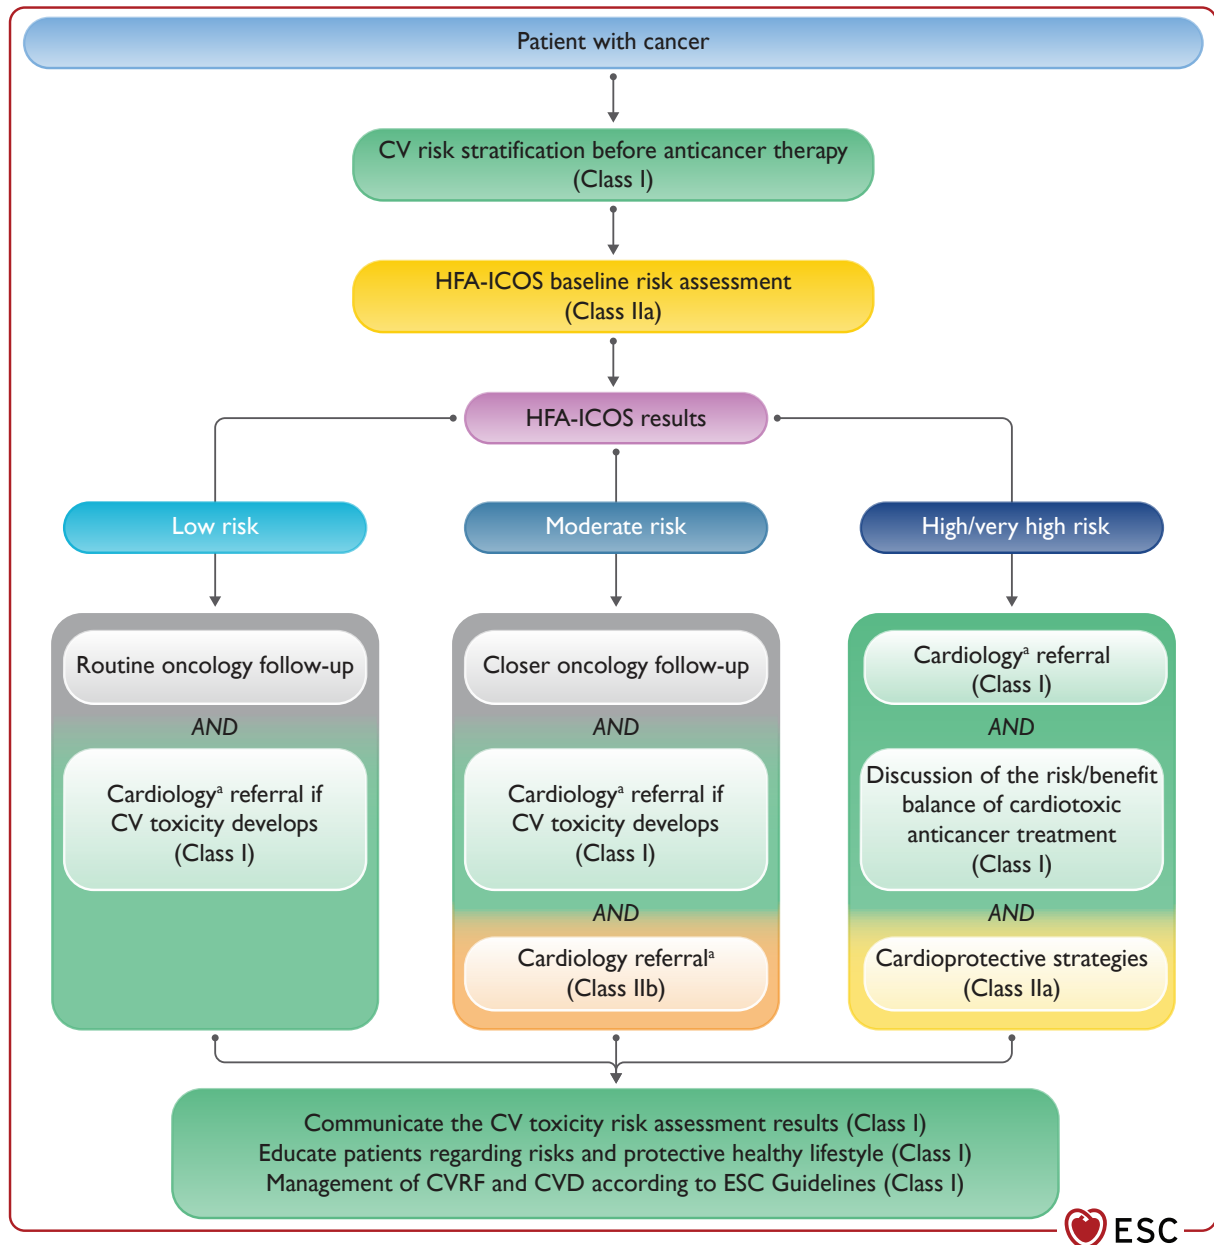 Patient with cancer
CV risk stratification before anticancer therapy
(Class I)
HFA-ICOS baseline risk assessment
(Class IIa)
HFA-ICOS results
Low risk
Moderate risk
High/very high risk
Routine oncology follow-up
AND
Cardiologyᵃ referral if
CV toxicity develops
(Class I)
Closer oncology follow-up
AND
Cardiologyᵃ referral if
CV toxicity develops
(Class I)
AND
Cardiology referralᵃ
(Class IIb)
Cardiologyᵃ referral
(Class I)
AND
Discussion of the risk/benefit
balance of cardiotoxic
anticancer treatment
(Class I)
AND
Cardioprotective strategies
(Class IIa)
Communicate the CV toxicity risk assessment results (Class I)
Educate patients regarding risks and protective healthy lifestyle (Class I)
Management of CVRF and CVD according to ESC Guidelines (Class I)
ESC